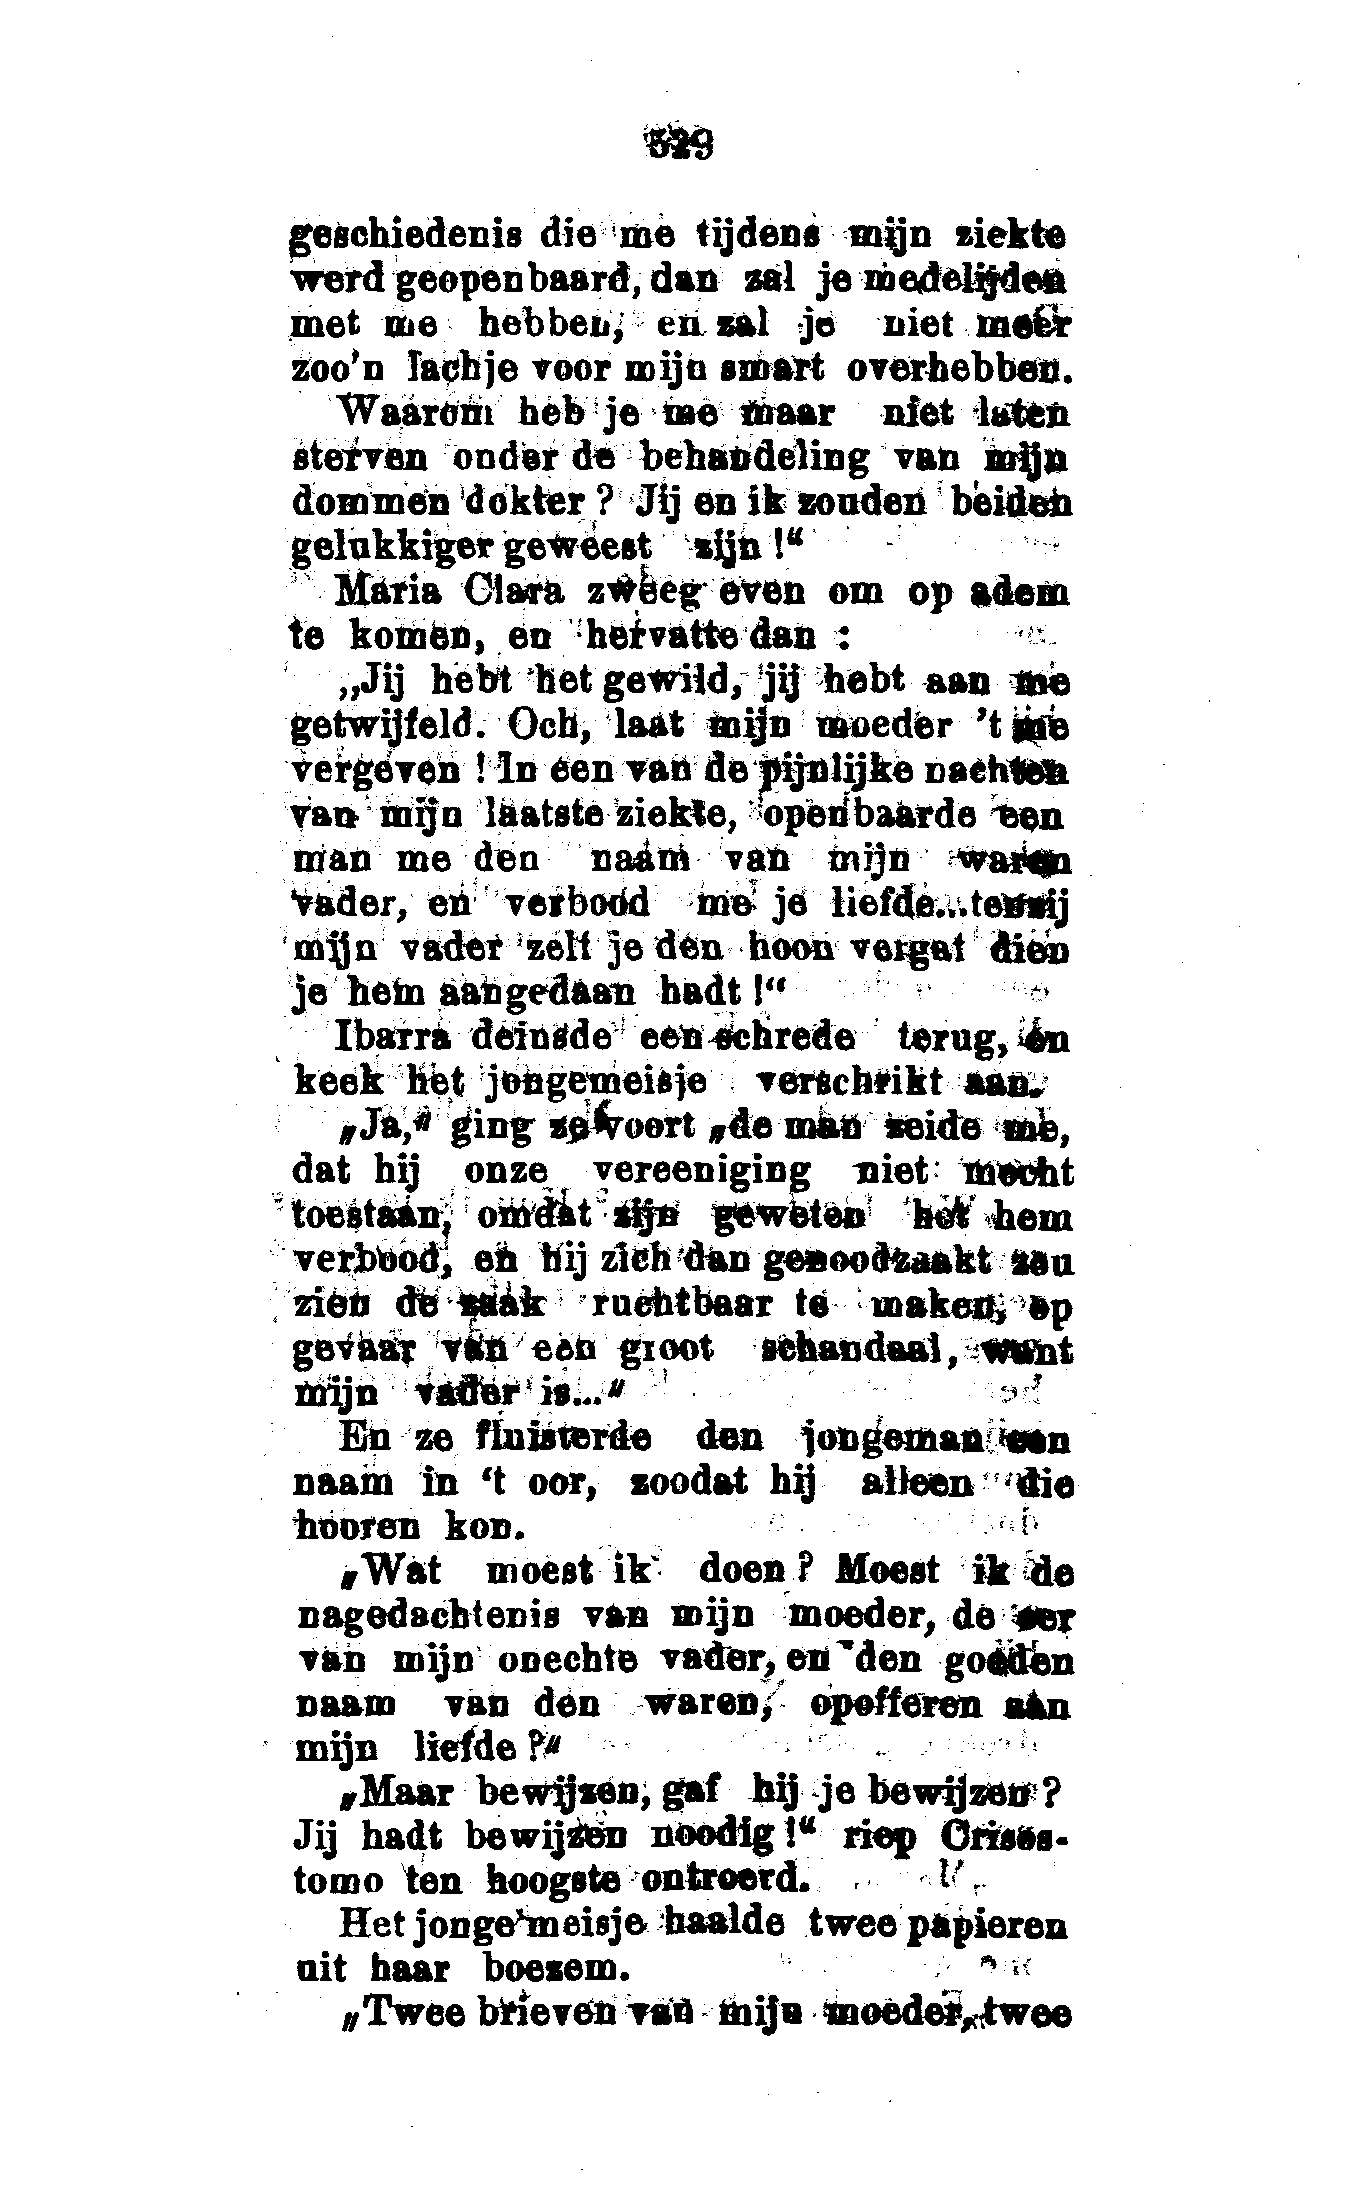 529
geschiedenis die me tijdens mijn ziekte
werd geopenbaard, dan zal je medelijden
met me hebben, en zal je niet meer
zoo'n lachje voor mijn smart overhebben.
Waarom heb je me maar niet laten
sterven onder de behandeling van mijn
dommen dokter? Jij en ik zouden beiden
gelukkiger geweest zijn!“
Maria Clara zweeg even om op adem
te komen, en hervatte dan :
„Jij hebt het gewild, jij hebt aan me
getwijfeld. Och, laat mijn moeder 't me
vergeven! In een van de pijnlijke nachten
van mijn laatste ziekte, openbaarde een
man me den naam van mijn waren
vader, en verbood me je liefde...tenzij
mijn vader zelf je den hoon vergaf dien
je hem aangedaan hadt!“
Ibarra deinsde een schrede terug, en
keek het jongemeisje verschrikt aan.
„Ja,“ ging ze voort „de man zeide me,
dat hij onze vereeniging niet mocht
toestaan, omdat zijn geweten het hem
verbood, en hij zich dan genoodzaakt zou
zien de zaak ruchtbaar te maken, op
gevaar van een groot schandaal, want
mijn vader is...“
En ze fluisterde den jongeman een
naam in 't oor, zoodat hij alleen die
hooren kon.
„Wat moest ik doen? Moest ik de
nagedachtenis van mijn moeder, de eer
van mijn onechte vader, en den goeden
naam van den waren, opofferen aan
mijn liefde?“
„Maar bewijzen, gaf hij je bewijzen?
Jij hadt bewijzen noodig!“ riep Crisos-
tomo ten hoogste ontroerd.
Het jonge meisje haalde twee papieren
uit haar boezem.
„Twee brieven van mijn moeder, twee